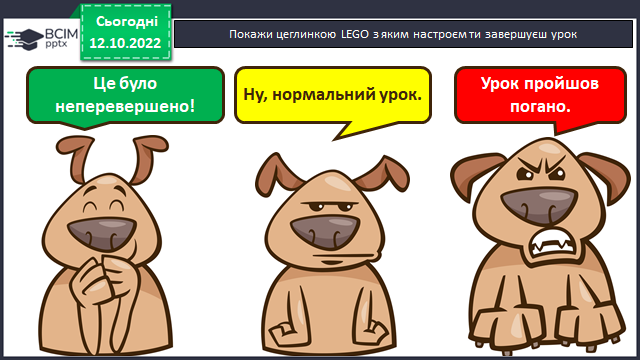 ВСІМ
pptx
Сьогодні
12.10.2022
Покажи цеглинкою LEGO з яким настроєм ти завершуєш урок
Це було
неперевершено!
Ну, нормальний урок.
Урок пройшов
погано.